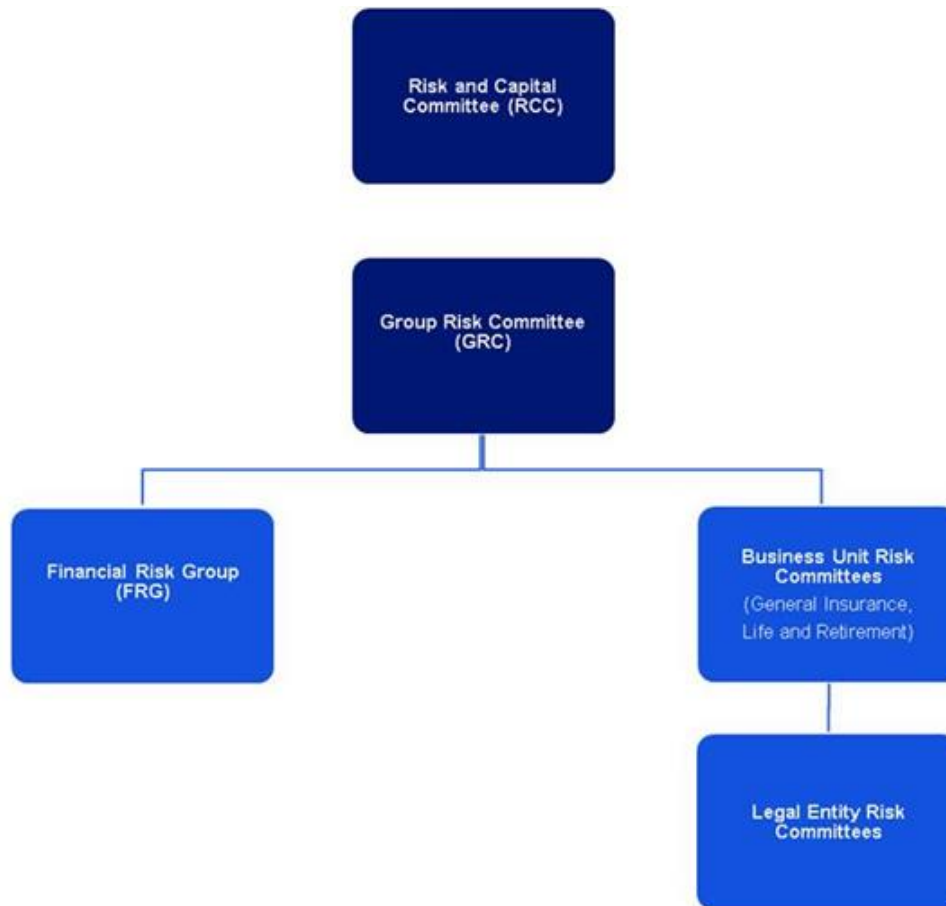 Risk and Capital
Committee (RCC)
Group Risk Committee
(GRC)
Financial Risk Group
(FRG)
Business Unit Risk
Committees
(General Insurance,
Life and Retirement)
Legal Entity Risk
Committees